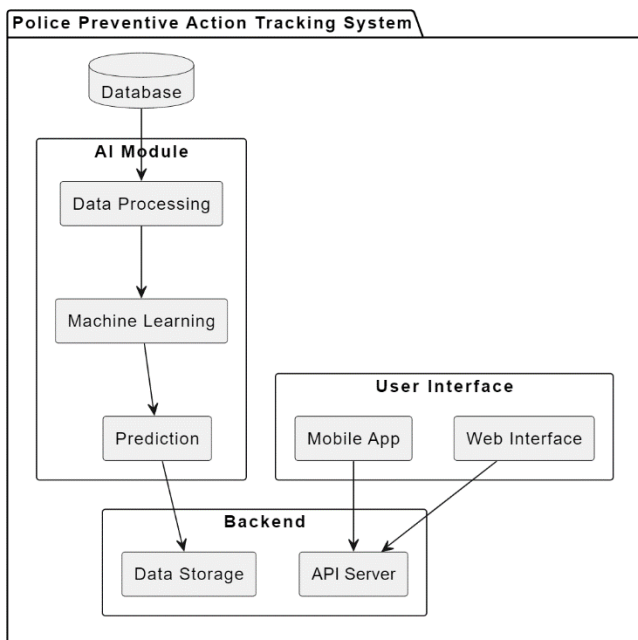 Police Preventive Action Tracking System
Database
AI Module
Data Processing
Machine Learning
Prediction
User Interface
Mobile App
Web Interface
Backend
Data Storage
API Server